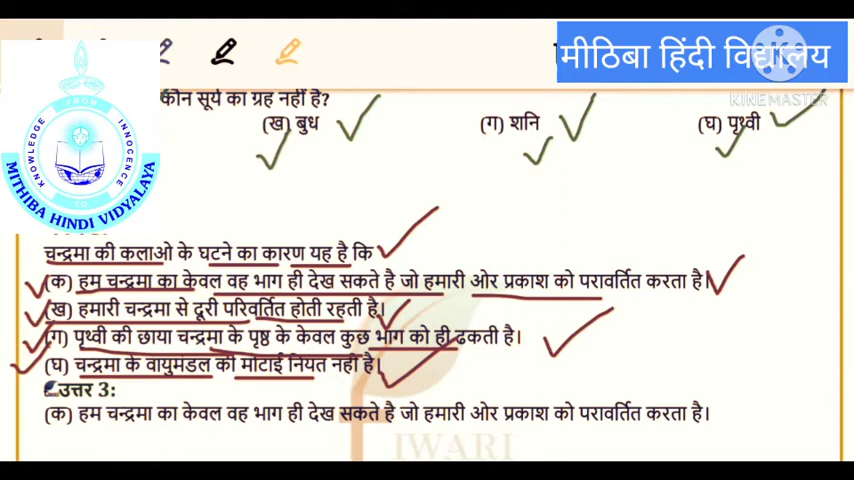 मीठिबा हिंदी विद्यालय
KINEMASTER
FROM
KNOWLEDGE
INNOCENCE
TO
MITHIBA HINDI VIDYALAYA
कौन सूर्य का ग्रह नहीं है?
(ख) बुध (ग) शनि (घ) पृथ्वी
चन्द्रमा की कलाओ के घटने का कारण यह है कि
(क) हम चन्द्रमा का केवल वह भाग ही देख सकते है जो हमारी ओर प्रकाश को परावर्तित करता है।
(ख) हमारी चन्द्रमा से दूरी परिवर्तित होती रहती है।
(ग) पृथ्वी की छाया चन्द्रमा के पृष्ठ के केवल कुछ भाग को ही ढकती है।
(घ) चन्द्रमा के वायुमडल की मोटाई नियत नहीं है।
उत्तर 3:
(क) हम चन्द्रमा का केवल वह भाग ही देख सकते है जो हमारी ओर प्रकाश को परावर्तित करता है।
IWARI